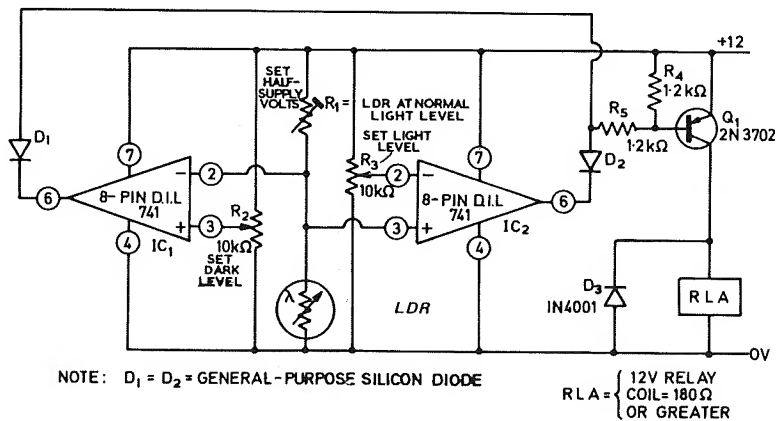 +12
SET
HALF-
SUPPLY
VOLTS
R1 = LDR AT NORMAL
LIGHT LEVEL
SET LIGHT
LEVEL
R3
10kΩ
R4
1·2kΩ
R5
1·2kΩ
Q1
2N 3702
D1
D2
7
6
8-PIN D.I.L
741
-
+
2
3
4
IC1
R2
10kΩ
SET
DARK
LEVEL
7
2
3
-
+
8-PIN D.I.L
741
6
4
IC2
λ
LDR
D3
IN4001
RLA
0V
NOTE: D1 = D2 = GENERAL-PURPOSE SILICON DIODE
RLA = { 12V RELAY
COIL = 180Ω
OR GREATER